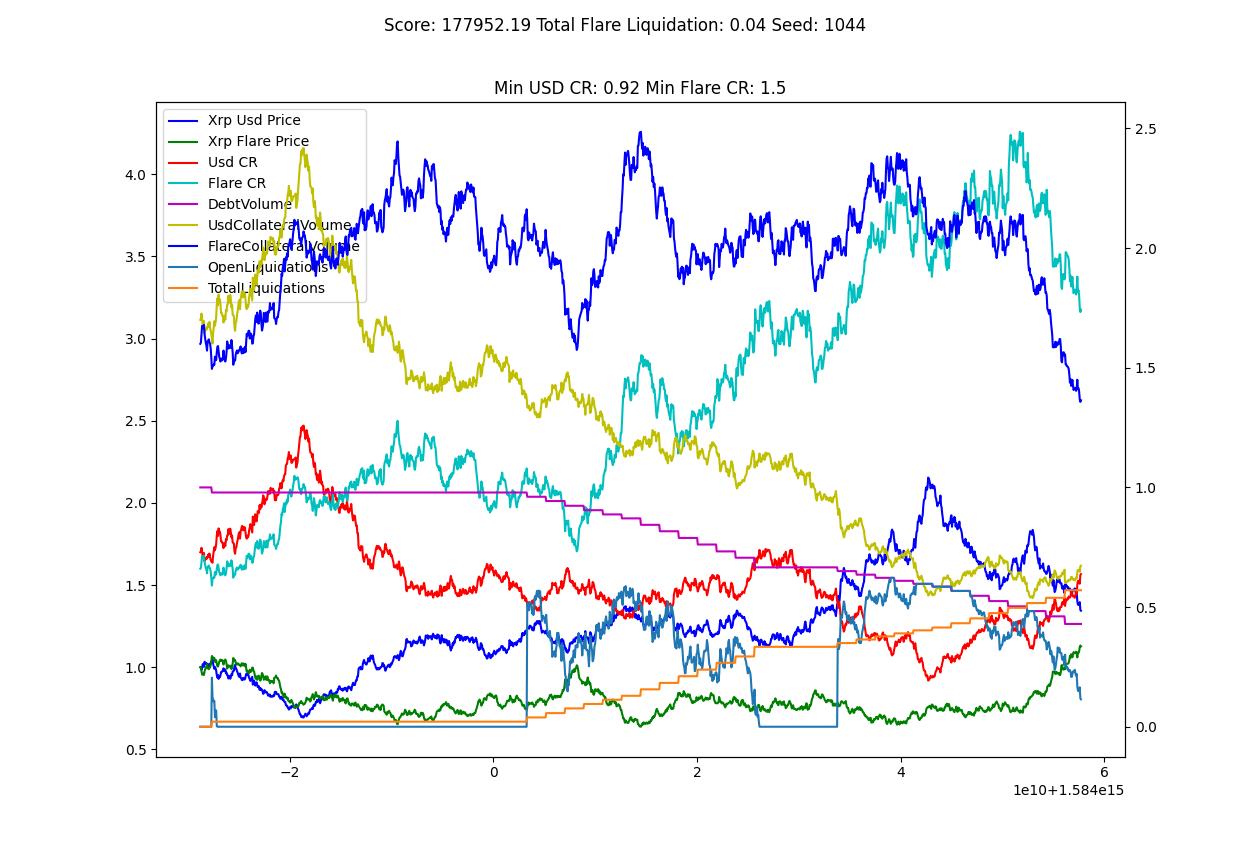 Score: 177952.19 Total Flare Liquidation: 0.04 Seed: 1044
Min USD CR: 0.92 Min Flare CR: 1.5
Xrp Usd Price
Xrp Flare Price
Usd CR
Flare CR
DebtVolume
UsdCollateralVolume
FlareCollateralVolume
OpenLiquidations
TotalLiquidations
4.0
3.5
3.0
2.5
2.0
1.5
1.0
0.5
2.5
2.0
1.5
1.0
0.5
0.0
−2 0 2 4 6
1e10+1.584e15